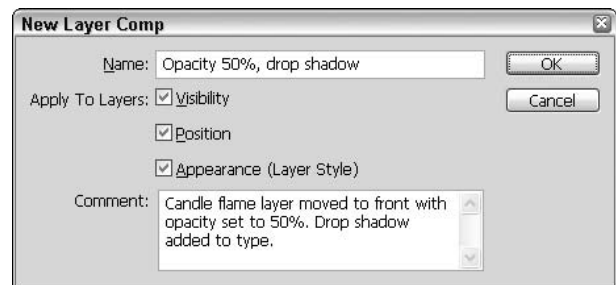 New Layer Comp
Name: Opacity 50%, drop shadow
OK
Apply To Layers: Visibility
Cancel
Position
Appearance (Layer Style)
Comment: Candle flame layer moved to front with
opacity set to 50%. Drop shadow
added to type.